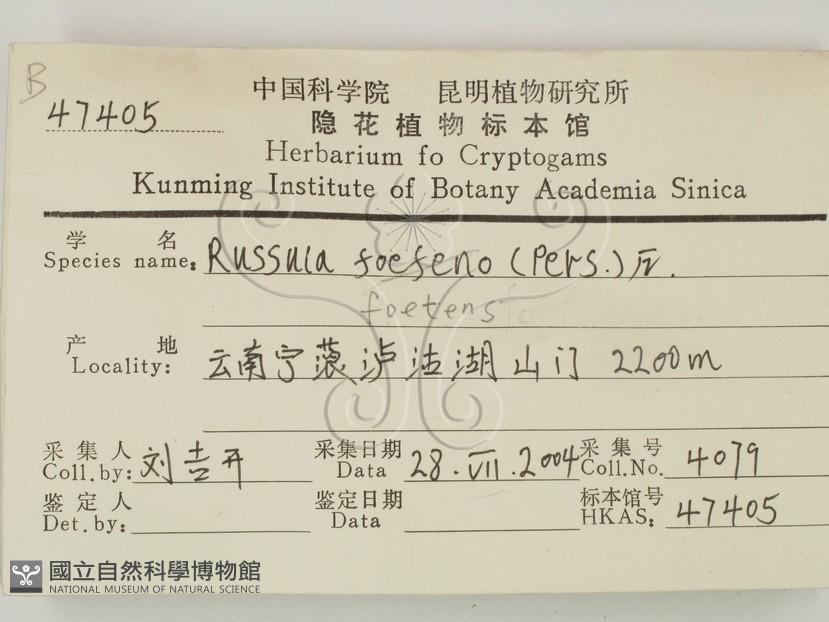 B
47405
中国科学院 昆明植物研究所
隐花植物标本馆
Herbarium fo Cryptogams
Kunming Institute of Botany Academia Sinica
学 名
Species name: Russula foefeno (Pers.) Fr.
foetens
产 地
Locality: 云南宁蒗泸沽湖山门 2200m
采集人 采集日期 采集号
Coll.by: 刘吉开 Data 28.VII.2004 Coll.No. 4079
鉴定人 鉴定日期 标本馆号
Det.by: Data HKAS: 47405
國立自然科學博物館
NATIONAL MUSEUM OF NATURAL SCIENCE